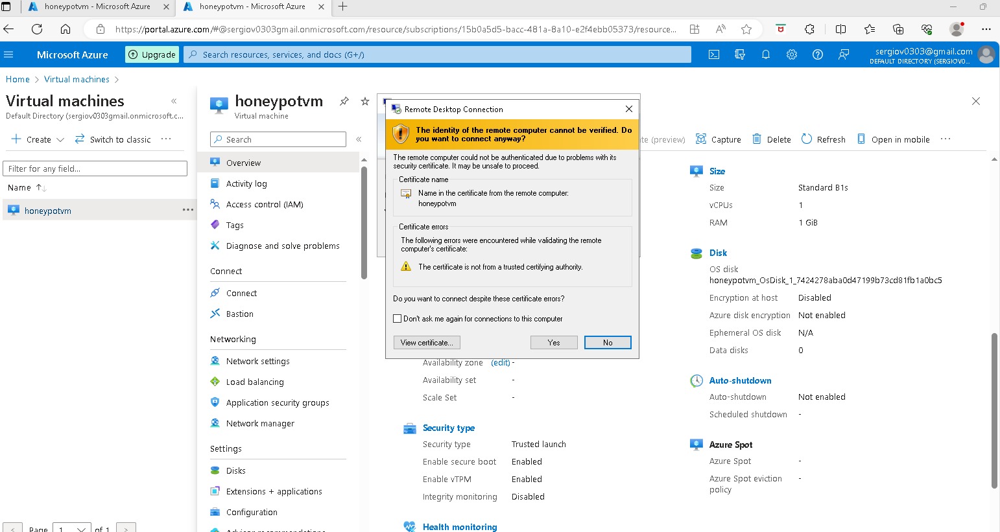 honeypotvm - Microsoft Azure
honeypotvm - Microsoft Azure
https://portal.azure.com/#@sergiov0303gmail.onmicrosoft.com/resource/subscriptions/15b0a5d5-bacc-481a-8a10-e2f4ebb05373/resource...
Microsoft Azure
Upgrade
Search resources, services, and docs (G+/)
sergiov0303@gmail.com
DEFAULT DIRECTORY (SERGIOV0...
Home > Virtual machines >
Virtual machines
Default Directory (sergiov0303gmail.onmicrosoft.c...
Create
Switch to classic
Filter for any field...
Name
honeypotvm
Page 1 of 1
honeypotvm
Virtual machine
Search
Overview
Activity log
Access control (IAM)
Tags
Diagnose and solve problems
Connect
Connect
Bastion
Networking
Network settings
Load balancing
Application security groups
Network manager
Settings
Disks
Extensions + applications
Configuration
Advisor recommendations
Remote Desktop Connection
The identity of the remote computer cannot be verified. Do
you want to connect anyway?
The remote computer could not be authenticated due to problems with its
security certificate. It may be unsafe to proceed.
Certificate name
Name in the certificate from the remote computer:
honeypotvm
Certificate errors
The following errors were encountered while validating the remote
computer's certificate:
The certificate is not from a trusted certifying authority.
Do you want to connect despite these certificate errors?
Don't ask me again for connections to this computer
View certificate...
Yes
No
(preview)
Capture
Delete
Refresh
Open in mobile
Availability zone (edit) -
Availability set -
Scale Set -
Security type
Security type Trusted launch
Enable secure boot Enabled
Enable vTPM Enabled
Integrity monitoring Disabled
Health monitoring
Size
Size Standard B1s
vCPUs 1
RAM 1 GiB
Disk
OS disk
honeypotvm_OsDisk_1_7424278aba0d47199b73cd81fb1a0bc5
Encryption at host Disabled
Azure disk encryption Not enabled
Ephemeral OS disk N/A
Data disks 0
Auto-shutdown
Auto-shutdown Not enabled
Scheduled shutdown -
Azure Spot
Azure Spot -
Azure Spot eviction -
policy